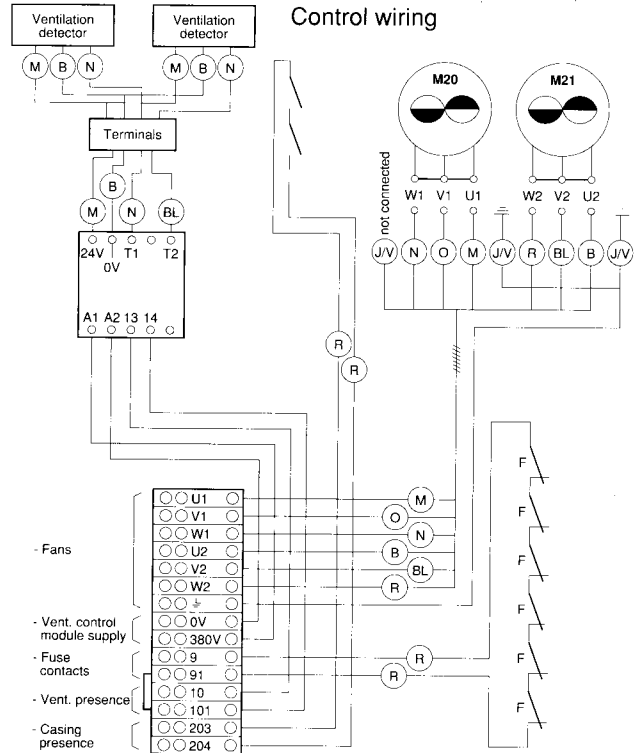 Control wiring
Ventilation
detector
Ventilation
detector
M B N
M B N
Terminals
B
M N BL
24V T1 T2
0V
A1 A2 13 14
M20 M21
not connected
W1 V1 U1 W2 V2 U2
J/V N O M J/V R BL B J/V
R
R
U1
V1
W1
U2
V2
W2
0V
380V
9
91
10
101
203
204
- Fans
- Vent. control
module supply
- Fuse
contacts
- Vent. presence
- Casing
presence
M
O
N
B
BL
R
R
R
F
F
F
F
F
F